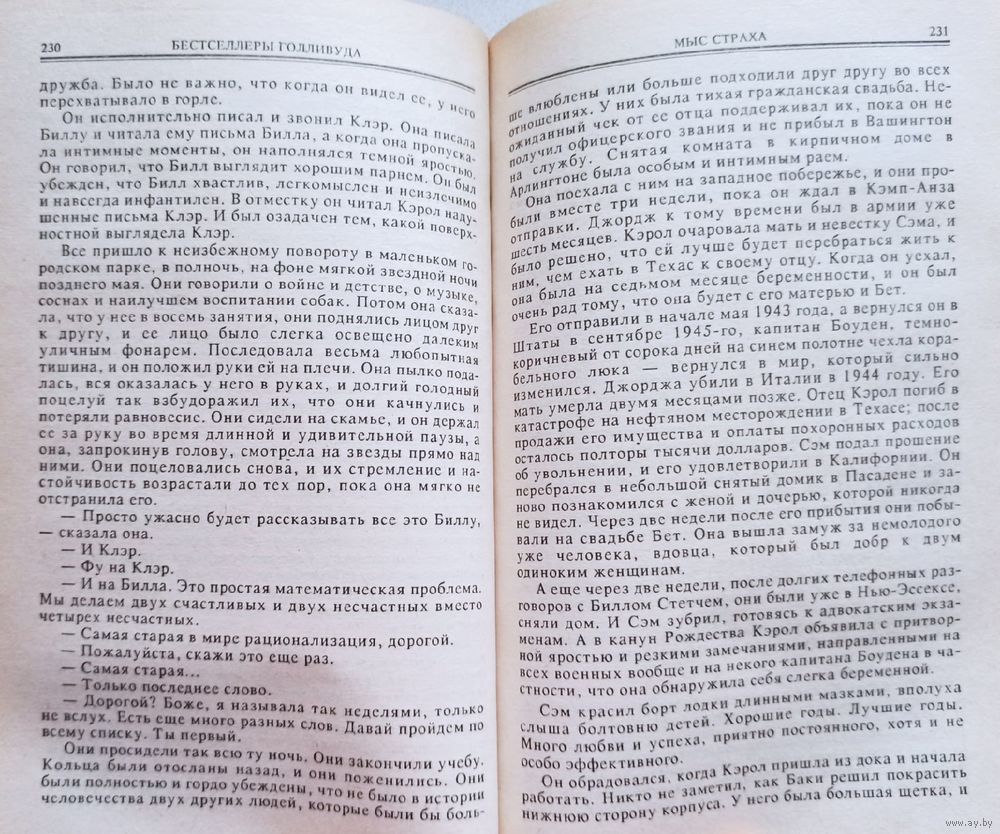 230
БЕСТСЕЛЛЕРЫ ГОЛЛИВУДА
дружба. Было не важно, что когда он видел ее, у него
перехватывало в горле.
Он исполнительно писал и звонил Клэр. Она писала
Биллу и читала ему письма Билла, а когда она пропуска-
ла интимные моменты, он наполнялся темной яростью.
Он говорил, что Билл выглядит хорошим парнем. Он был
убежден, что Билл хвастлив, легкомыслен и неизлечимо
и навсегда инфантилен. В отместку он читал Кэрол наду-
шенные письма Клэр. И был озадачен тем, какой поверх-
ностной выглядела Клэр.
Все пришло к неизбежному повороту в маленьком го-
родском парке, в полночь, на фоне мягкой звездной ночи
позднего мая. Они говорили о войне и детстве, о музыке,
соснах и наилучшем воспитании собак. Потом она сказа-
ла, что у нее в восемь занятия, они поднялись лицом друг
к другу, и ее лицо было слегка освещено далеким
уличным фонарем. Последовала весьма любопытная
тишина, и он положил руки ей на плечи. Она пылко пода-
лась, вся оказалась у него в руках, и долгий голодный
поцелуй так взбудоражил их, что они качнулись и
потеряли равновесие. Они сидели на скамье, и он держал
ее за руку во время длинной и удивительной паузы, а
она, запрокинув голову, смотрела на звезды прямо над
ними. Они поцеловались снова, и их стремление и на-
стойчивость возрастали до тех пор, пока она мягко не
отстранила его.
— Просто ужасно будет рассказывать все это Биллу,
— сказала она.
— И Клэр.
— Фу на Клэр.
— И на Билла. Это простая математическая проблема.
Мы делаем двух счастливых и двух несчастных вместо
четырех несчастных.
— Самая старая в мире рационализация, дорогой.
— Пожалуйста, скажи это еще раз.
— Самая старая...
— Только последнее слово.
— Дорогой? Боже, я называла так неделями, только
не вслух. Есть еще много разных слов. Давай пройдем по
всему списку. Ты первый.
Они просидели так всю ту ночь. Они закончили учебу.
Кольца были отосланы назад, и они поженились. Они
были полностью и гордо убеждены, что не было в истории
человечества двух других людей, которые были бы боль-
МЫС СТРАХА
231
ше влюблены или больше подходили друг другу во всех
отношениях. У них была тихая гражданская свадьба. Не-
ожиданный чек от ее отца поддерживал их, пока он не
получил офицерского звания и не прибыл в Вашингтон
на службу. Снятая комната в кирпичном доме в
Арлингтоне была особым и интимным раем.
Она поехала с ним на западное побережье, и они про-
были вместе три недели, пока он ждал в Кэмп-Анза
отправки. Джордж к тому времени был в армии уже
шесть месяцев. Кэрол очаровала мать и невестку Сэма, и
было решено, что ей лучше будет перебраться жить к
ним, чем ехать в Техас к своему отцу. Когда он уехал,
она была на седьмом месяце беременности, и он был
очень рад тому, что она будет с его матерью и Бет.
Его отправили в начале мая 1943 года, а вернулся он в
Штаты в сентябре 1945-го, капитан Боуден, темно-
коричневый от сорока дней на синем полотне чехла кора-
бельного люка — вернулся в мир, который сильно
изменился. Джорджа убили в Италии в 1944 году. Его
мать умерла двумя месяцами позже. Отец Кэрол погиб в
катастрофе на нефтяном месторождении в Техасе; после
продажи его имущества и оплаты похоронных расходов
осталось полторы тысячи долларов. Сэм подал прошение
об увольнении, и его удовлетворили в Калифорнии. Он
перебрался в небольшой снятый домик в Пасадене и за-
ново познакомился с женой и дочерью, которой никогда
не видел. Через две недели после его прибытия они побы-
вали на свадьбе Бет. Она вышла замуж за немолодого
уже человека, вдовца, который был добр к двум
одиноким женщинам.
А еще через две недели, после долгих телефонных раз-
говоров с Биллом Стетчем, они были уже в Нью-Эссексе,
сняли дом. И Сэм зубрил, готовясь к адвокатским экза-
менам. А в канун Рождества Кэрол объявила с притвор-
ной яростью и резкими замечаниями, направленными на
всех военных вообще и на некого капитана Боудена в ча-
стности, что она обнаружила себя слегка беременной.
Сэм красил борт лодки длинными мазками, вполуха
слыша болтовню детей. Хорошие годы. Лучшие годы.
Много любви и успеха, приятно постоянного, хотя и не
особо эффективного.
Он обрадовался, когда Кэрол пришла из дока и начала
работать. Никто не заметил, как Баки решил покрасить
нижнюю сторону корпуса. У него была большая щетка, и
www.ay.by